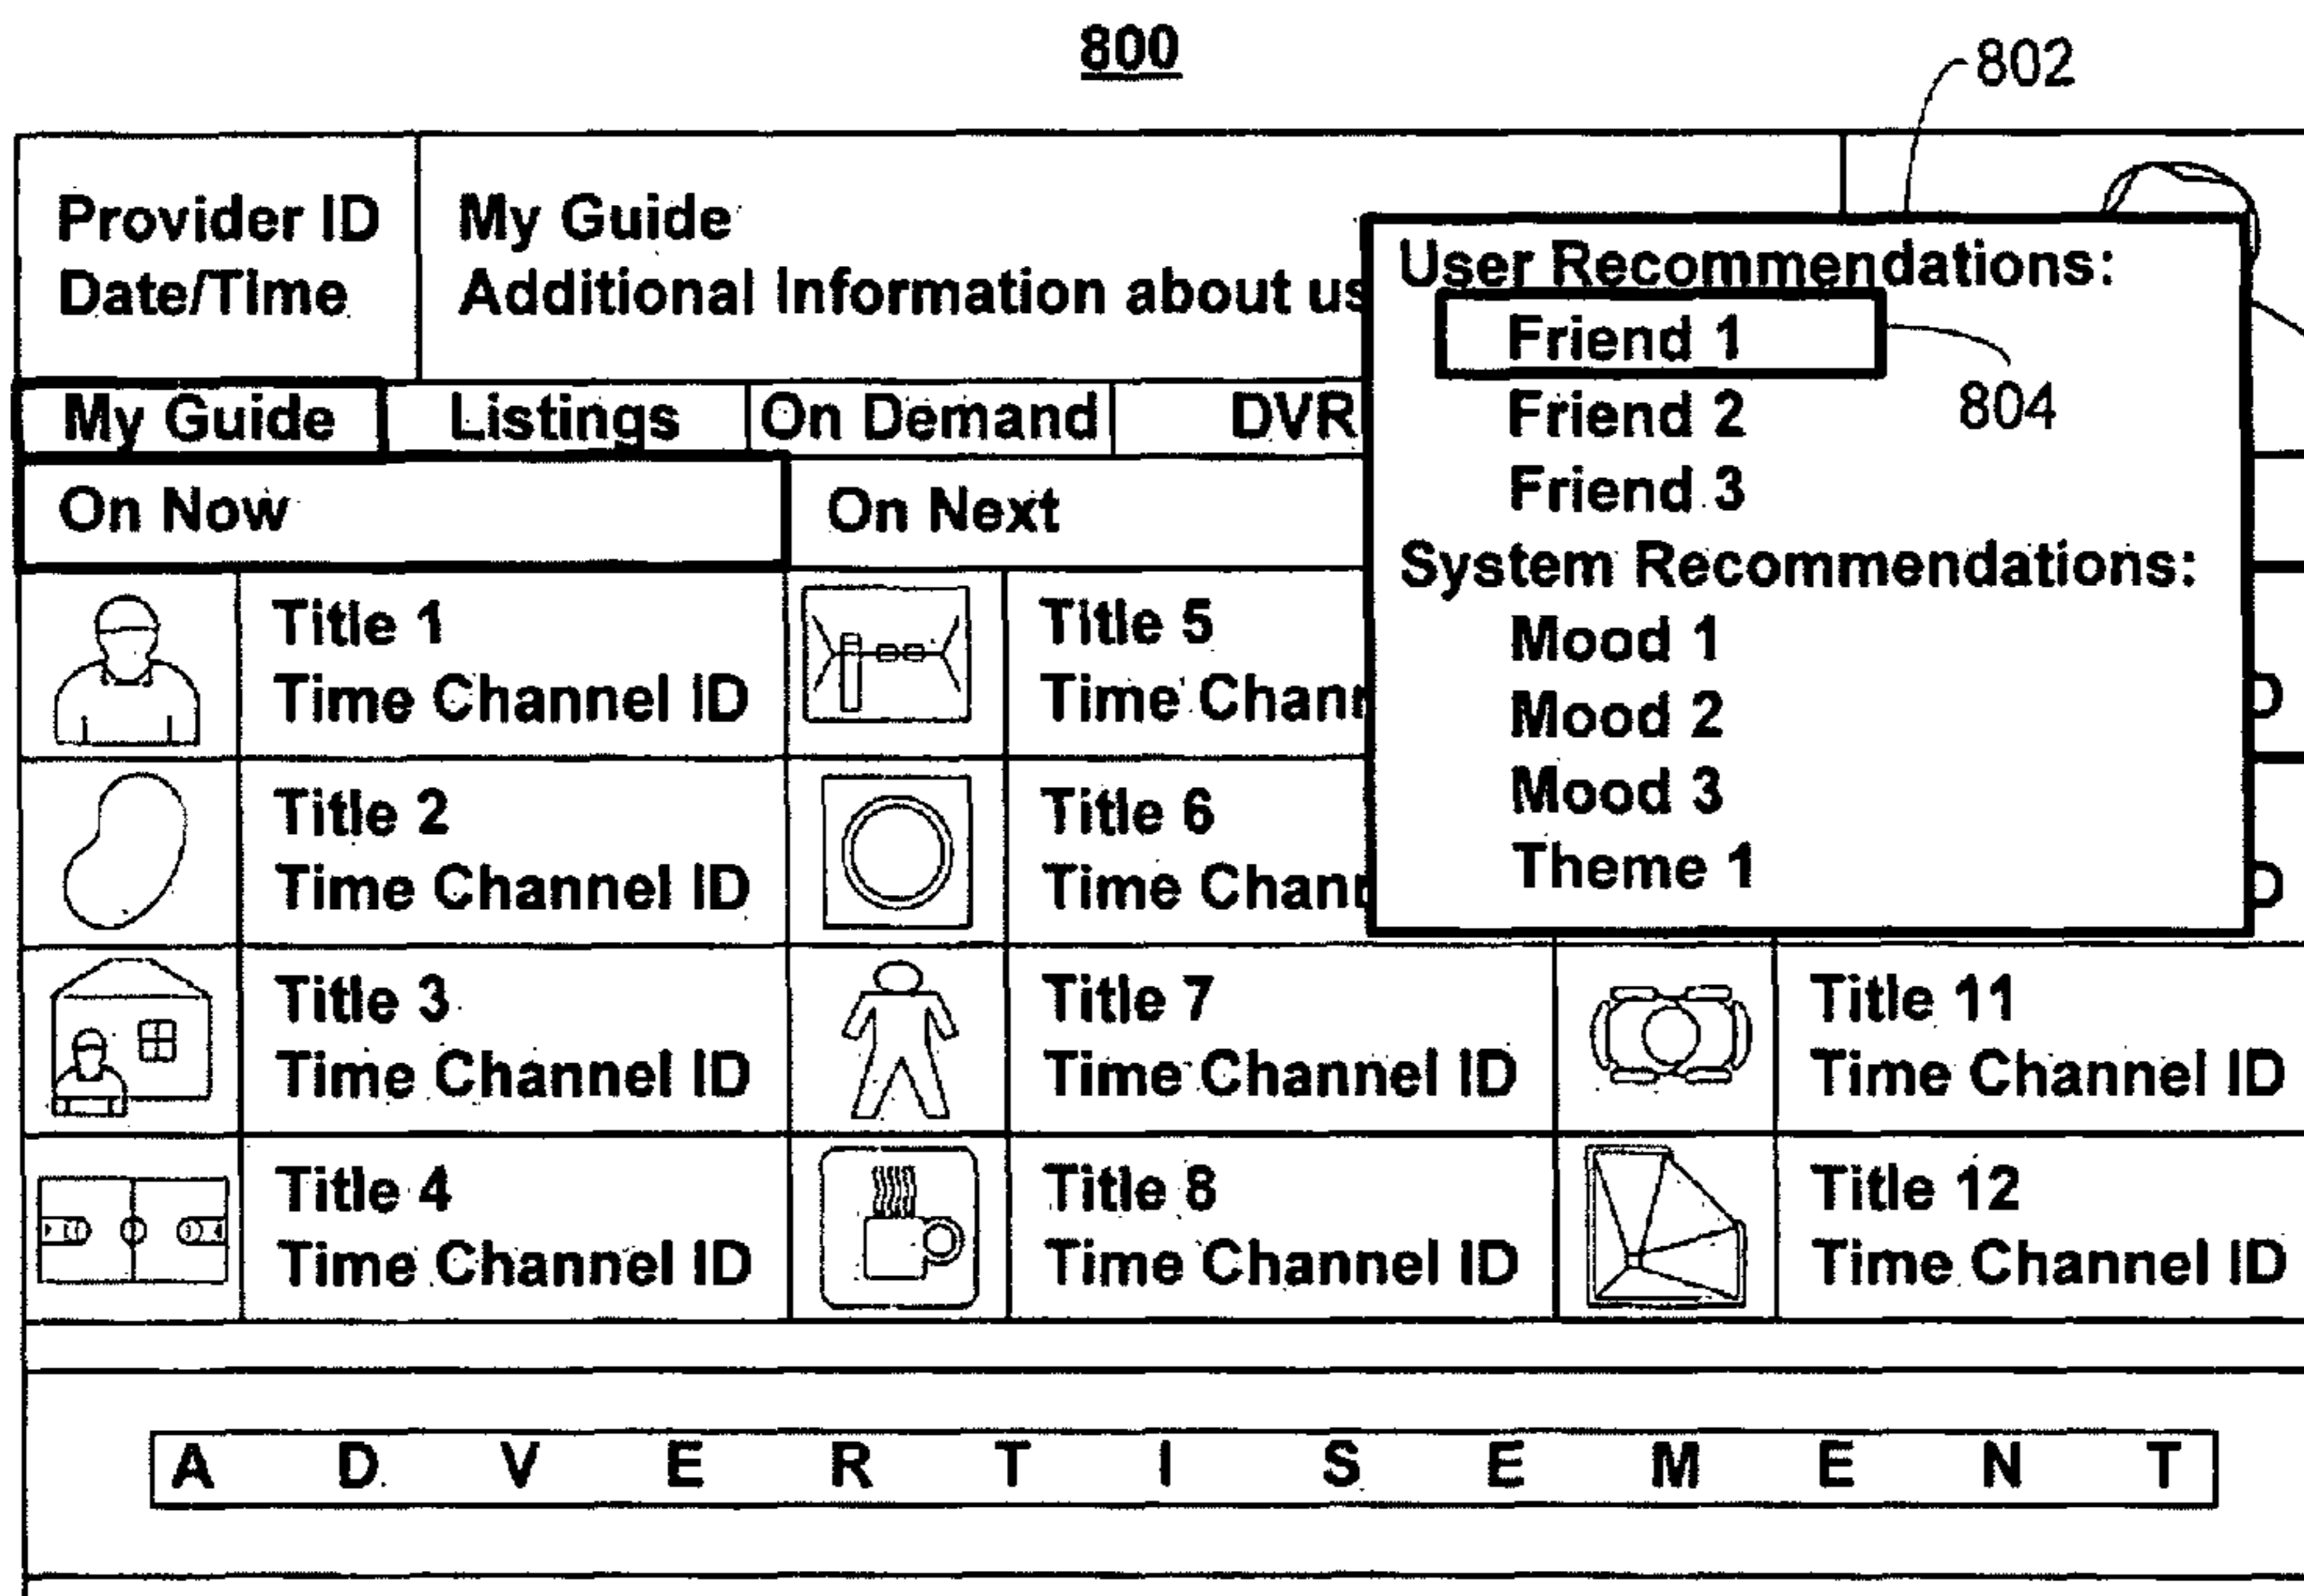 800
802
Provider ID
Date/Time
My Guide
Additional Information about us
User Recommendations:
Friend 1
804
Friend 2
Friend 3
System Recommendations:
Mood 1
Mood 2
Mood 3
Theme 1
My Guide
Listings
On Demand
DVR
On Now
On Next
Title 1
Time Channel ID
Title 5
Time Chann
Title 2
Time Channel ID
Title 6
Time Chann
Title 3
Time Channel ID
Title 7
Time Channel ID
Title 11
Time Channel ID
Title 4
Time Channel ID
Title 8
Time Channel ID
Title 12
Time Channel ID
A D V E R T I S E M E N T